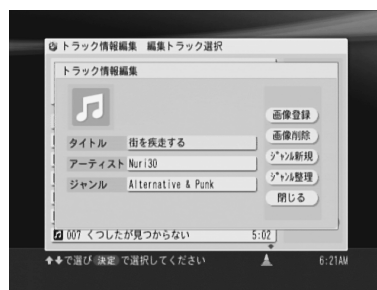 トラック情報編集 編集トラック選択
トラック情報編集
画像登録
画像削除
タイトル 街を疾走する
ｼﾞｬﾝﾙ新規
アーティスト Nuri30
ｼﾞｬﾝﾙ整理
ジャンル Alternative & Punk
閉じる
007 くつしたが見つからない 5:02
で選び 決定 で選択してください 6:21AM